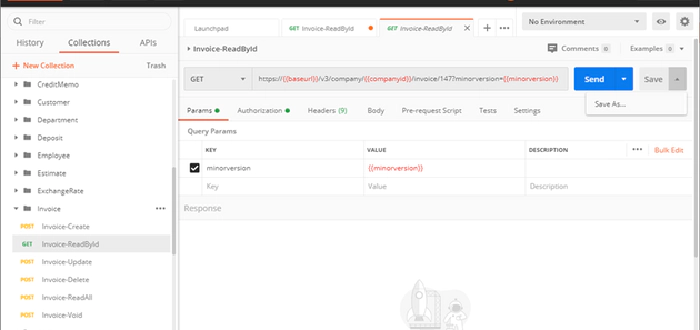 Filter
History Collections APIs
+ New Collection Trash
CreditMemo
Customer
Department
Deposit
Employee
Estimate
ExchangeRate
Invoice
POST Invoice-Create
GET Invoice-ReadById
POST Invoice-Update
POST Invoice-Delete
POST Invoice-ReadAll
POST Invoice-Void
Launchpad GET Invoice-ReadById GET Invoice-ReadById
No Environment
Invoice-ReadById
Comments 0 Examples 0
GET https://{{baseurl}}/v3/company/{{companyid}}/invoice/147?minorversion={{minorversion}} Send Save
Save As...
Params Authorization Headers (9) Body Pre-request Script Tests Settings
Query Params
KEY VALUE DESCRIPTION Bulk Edit
minorversion {{minorversion}}
Key Value Description
Response